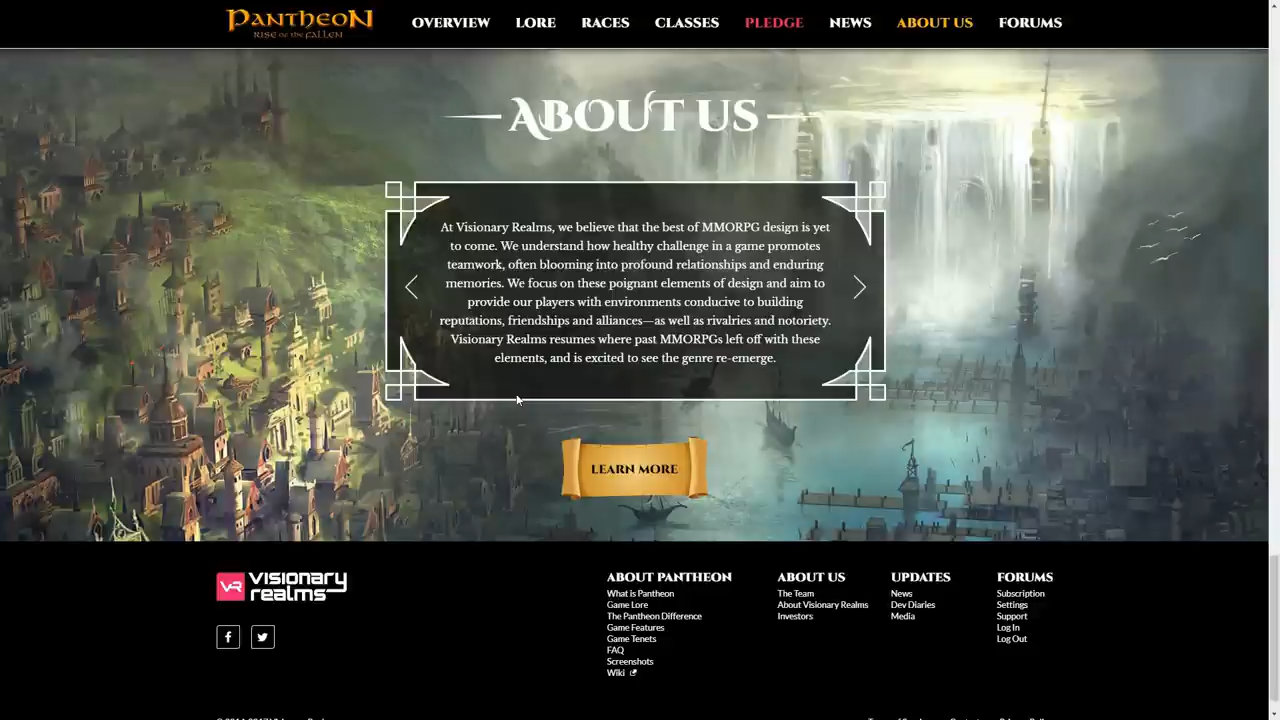 PANTHEON
RISE of the FALLEN
OVERVIEW LORE RACES CLASSES PLEDGE NEWS ABOUT US FORUMS
ABOUT US
At Visionary Realms, we believe that the best of MMORPG design is yet
to come. We understand how healthy challenge in a game promotes
teamwork, often blooming into profound relationships and enduring
memories. We focus on these poignant elements of design and aim to
provide our players with environments conducive to building
reputations, friendships and alliances—as well as rivalries and notoriety.
Visionary Realms resumes where past MMORPGs left off with these
elements, and is excited to see the genre re-emerge.
LEARN MORE
VR visionary
realms
ABOUT PANTHEON
What is Pantheon
Game Lore
The Pantheon Difference
Game Features
Game Tenets
FAQ
Screenshots
Wiki
ABOUT US
The Team
About Visionary Realms
Investors
UPDATES
News
Dev Diaries
Media
FORUMS
Subscription
Settings
Support
Log In
Log Out